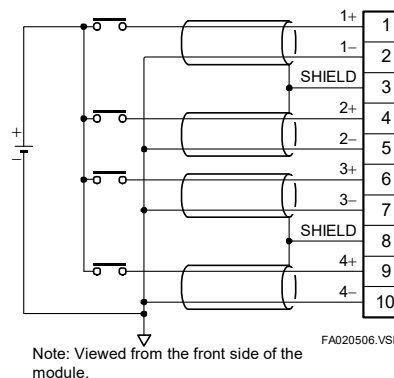 1+ 1
1− 2
SHIELD 3
2+ 4
2− 5
3+ 6
3− 7
SHIELD 8
4+ 9
4− 10
+
−
FA020506.VSI
Note: Viewed from the front side of the
module.